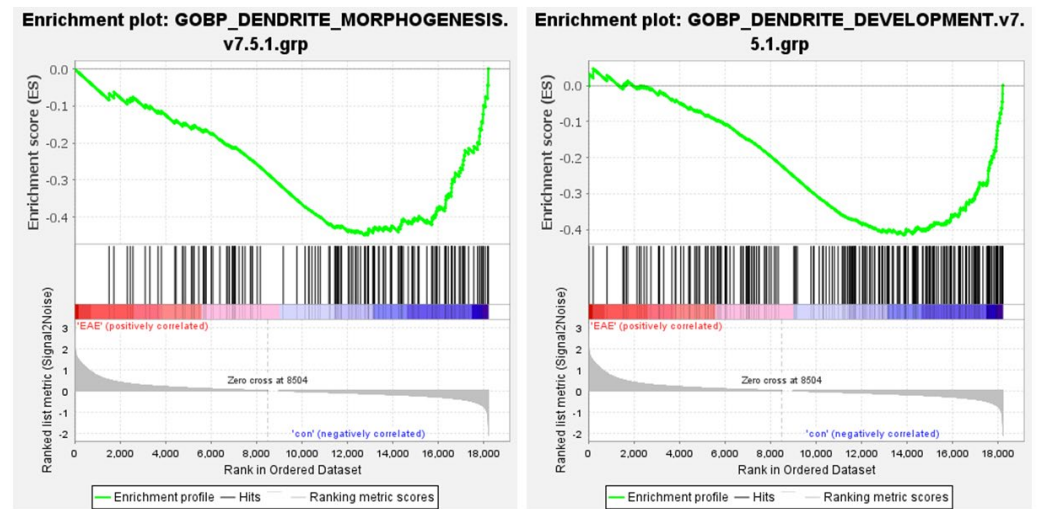 Enrichment plot: GOBP_DENDRITE_MORPHOGENESIS.
v7.5.1.grp
Enrichment score (ES)
0.0
-0.1
-0.2
-0.3
-0.4
Ranked list metric (Signal2Noise)
'EAE' (positively correlated)
3
2
1
0
-1
-2
Zero cross at 8504
'con' (negatively correlated)
0 2,000 4,000 6,000 8,000 10,000 12,000 14,000 16,000 18,000
Rank in Ordered Dataset
Enrichment profile Hits Ranking metric scores
Enrichment plot: GOBP_DENDRITE_DEVELOPMENT.v7.
5.1.grp
Enrichment score (ES)
0.0
-0.1
-0.2
-0.3
-0.4
Ranked list metric (Signal2Noise)
'EAE' (positively correlated)
3
2
1
0
-1
-2
Zero cross at 8504
'con' (negatively correlated)
0 2,000 4,000 6,000 8,000 10,000 12,000 14,000 16,000 18,000
Rank in Ordered Dataset
Enrichment profile Hits Ranking metric scores